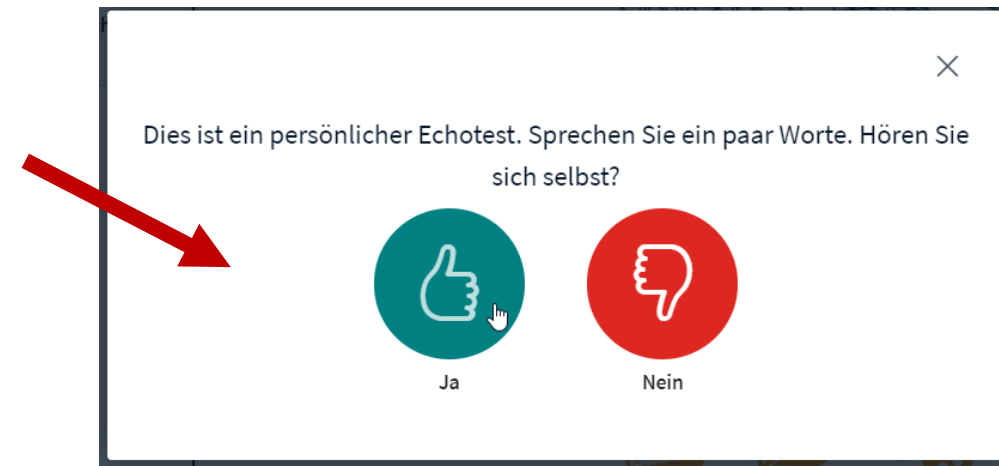 Dies ist ein persönlicher Echotest. Sprechen Sie ein paar Worte. Hören Sie
sich selbst?
Ja
Nein